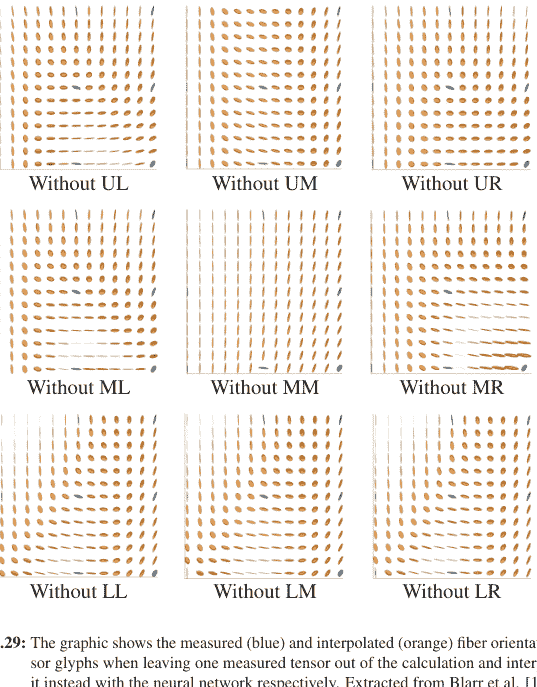 Without UL
Without UM
Without UR
Without ML
Without MM
Without MR
Without LL
Without LM
Without LR
.29: The graphic shows the measured (blue) and interpolated (orange) fiber orienta
sor glyphs when leaving one measured tensor out of the calculation and inter
it instead with the neural network respectively. Extracted from Blarr et al. [1